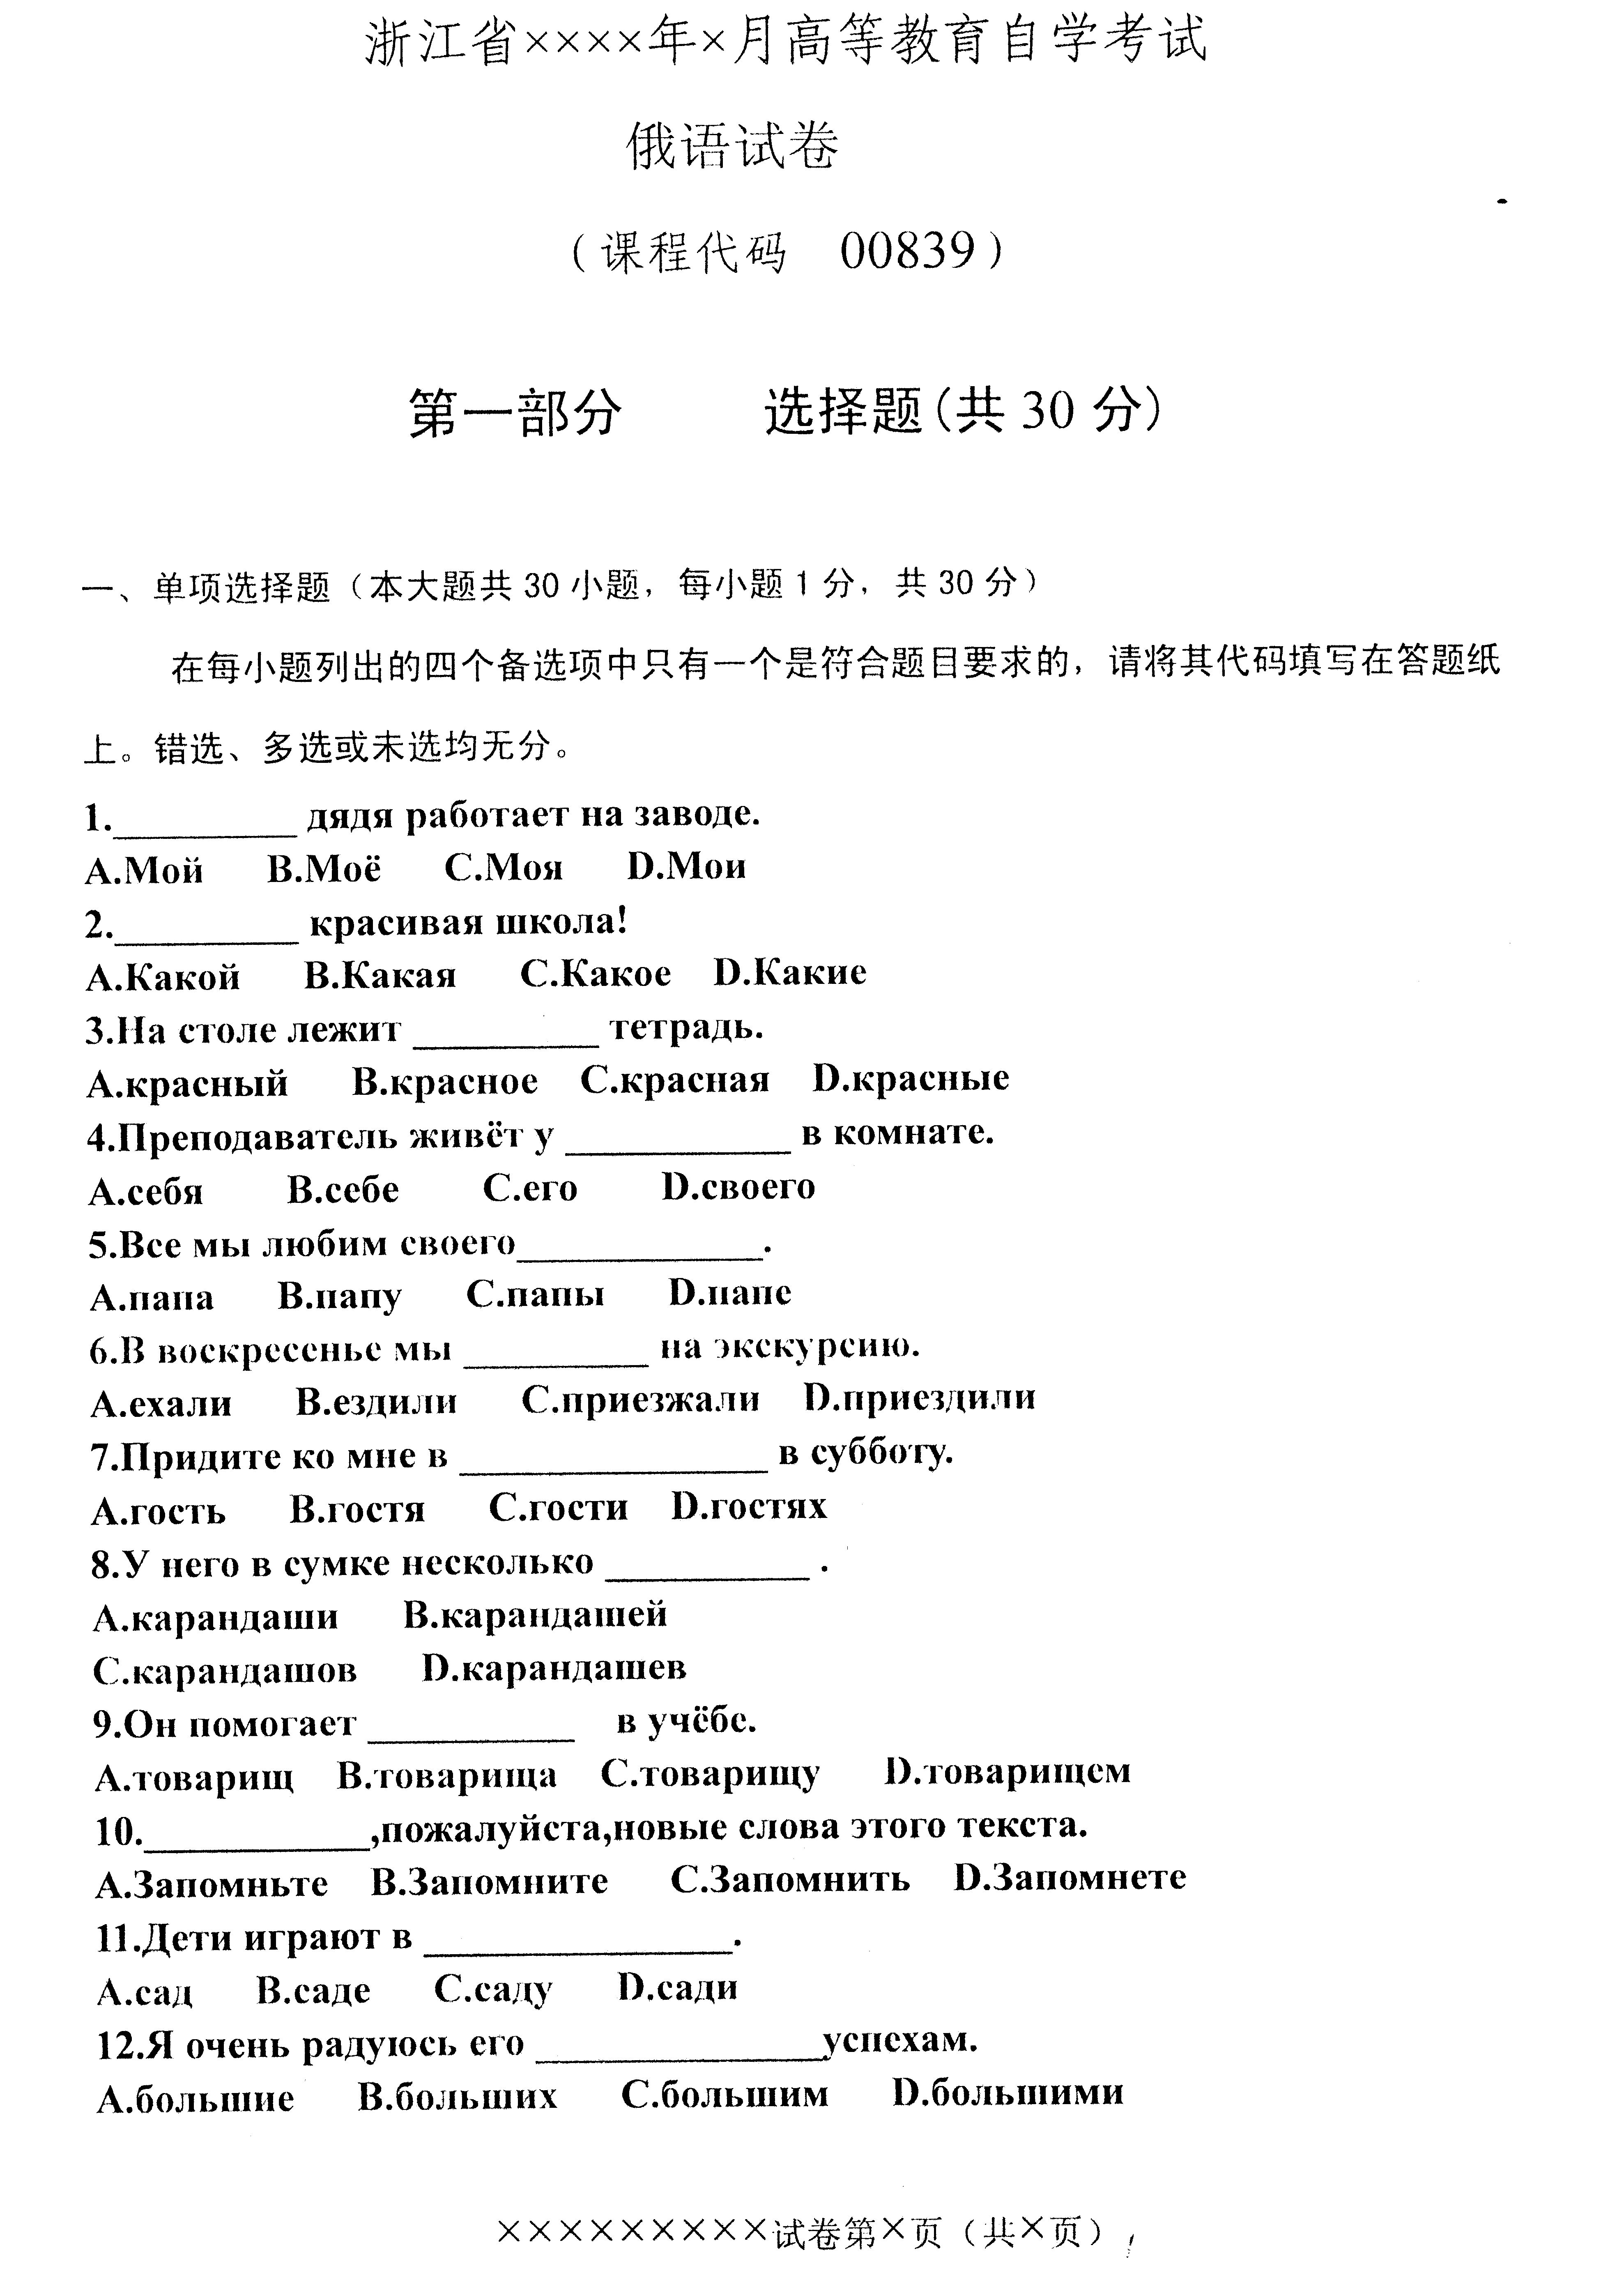 浙江省××××年×月高等教育自学考试
俄语试卷
（课程代码 00839）
第一部分 选择题(共 30 分)
一、单项选择题（本大题共 30 小题，每小题 1 分，共 30 分）
在每小题列出的四个备选项中只有一个是符合题目要求的，请将其代码填写在答题纸
上。错选、多选或未选均无分。
1.__________ дядя работает на заводе.
A.Мой B.Моё C.Моя D.Мои
2.__________ красивая школа!
A.Какой B.Какая C.Какое D.Какие
3.На столе лежит __________ тетрадь.
A.красный B.красное C.красная D.красные
4.Преподаватель живёт у ____________ в комнате.
A.себя B.себе C.его D.своего
5.Все мы любим своего_____________.
A.папа B.папу C.папы D.папе
6.В воскресенье мы __________ на экскурсию.
A.ехали B.ездили C.приезжали D.приездили
7.Придите ко мне в ________________ в субботу.
A.гость B.гостя C.гости D.гостях
8.У него в сумке несколько ___________ .
A.карандаши B.карандашей
C.карандашов D.карандашев
9.Он помогает ___________ в учёбе.
A.товарищ B.товарища C.товарищу D.товарищем
10.____________,пожалуйста,новые слова этого текста.
A.Запомньте B.Запомните C.Запомнить D.Запомнете
11.Дети играют в ________________.
A.сад B.саде C.саду D.сади
12.Я очень радуюсь его _______________успехам.
A.большие B.больших C.большим D.большими
×××××××××试卷第×页（共×页）